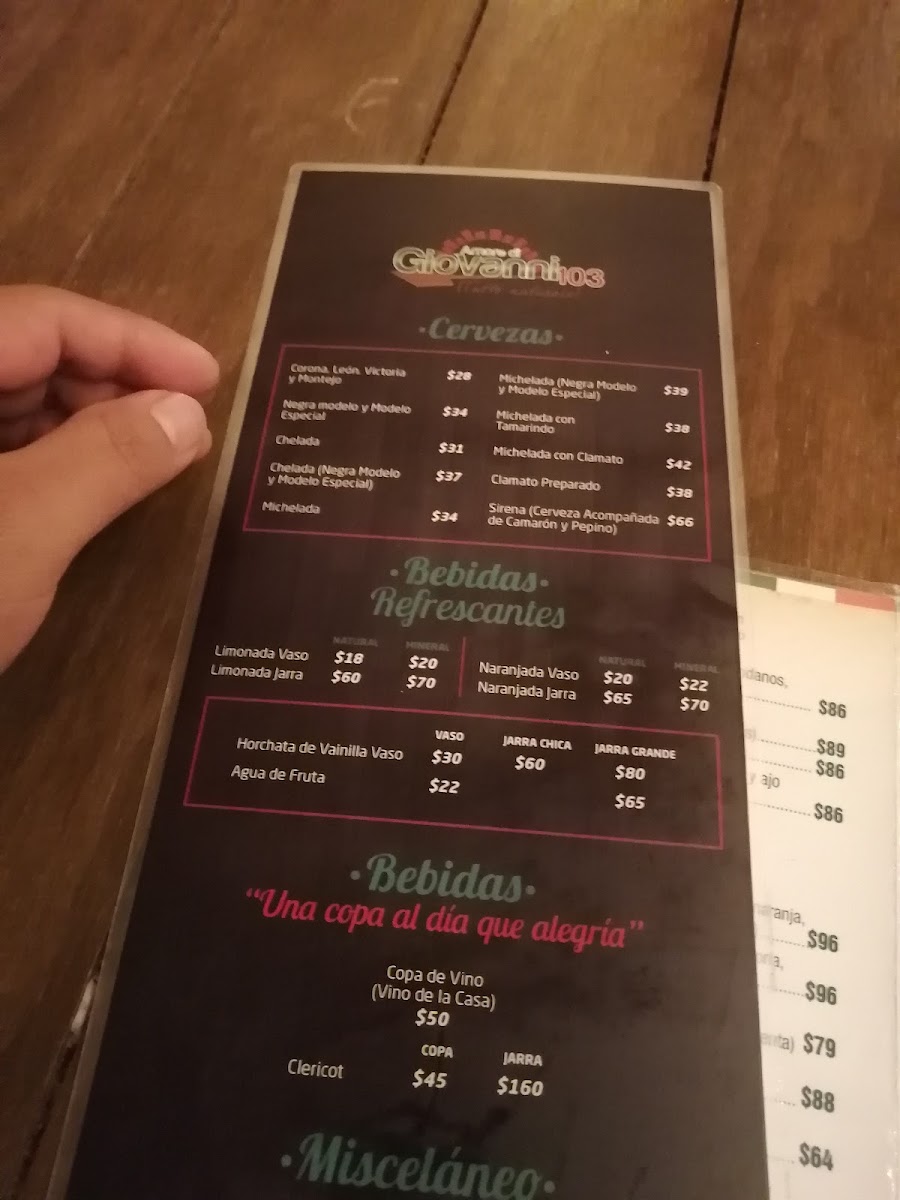 Amore di
Giovanni 103
·Cervezas·
Corona, León, Victoria
y Montejo $28
Negra modelo y Modelo
Especial $34
Chelada $31
Chelada (Negra Modelo
y Modelo Especial) $37
Michelada $34
Michelada (Negra Modelo
y Modelo Especial) $39
Michelada con
Tamarindo $38
Michelada con Clamato $42
Clamato Preparado $38
Sirena (Cerveza Acompañada
de Camarón y Pepino) $66
·Bebidas·
Refrescantes
NATURAL MINERAL
Limonada Vaso $18 $20
Limonada Jarra $60 $70
NATURAL MINERAL
Naranjada Vaso $20 $22
Naranjada Jarra $65 $70
VASO JARRA CHICA JARRA GRANDE
Horchata de Vainilla Vaso $30 $60 $80
Agua de Fruta $22 $65
·Bebidas·
"Una copa al día que alegría"
Copa de Vino
(Vino de la Casa)
$50
COPA JARRA
Clericot $45 $160
·Misceláneo·
$86
$89
$86
y ajo
$86
$96
$96
$79
$88
$64